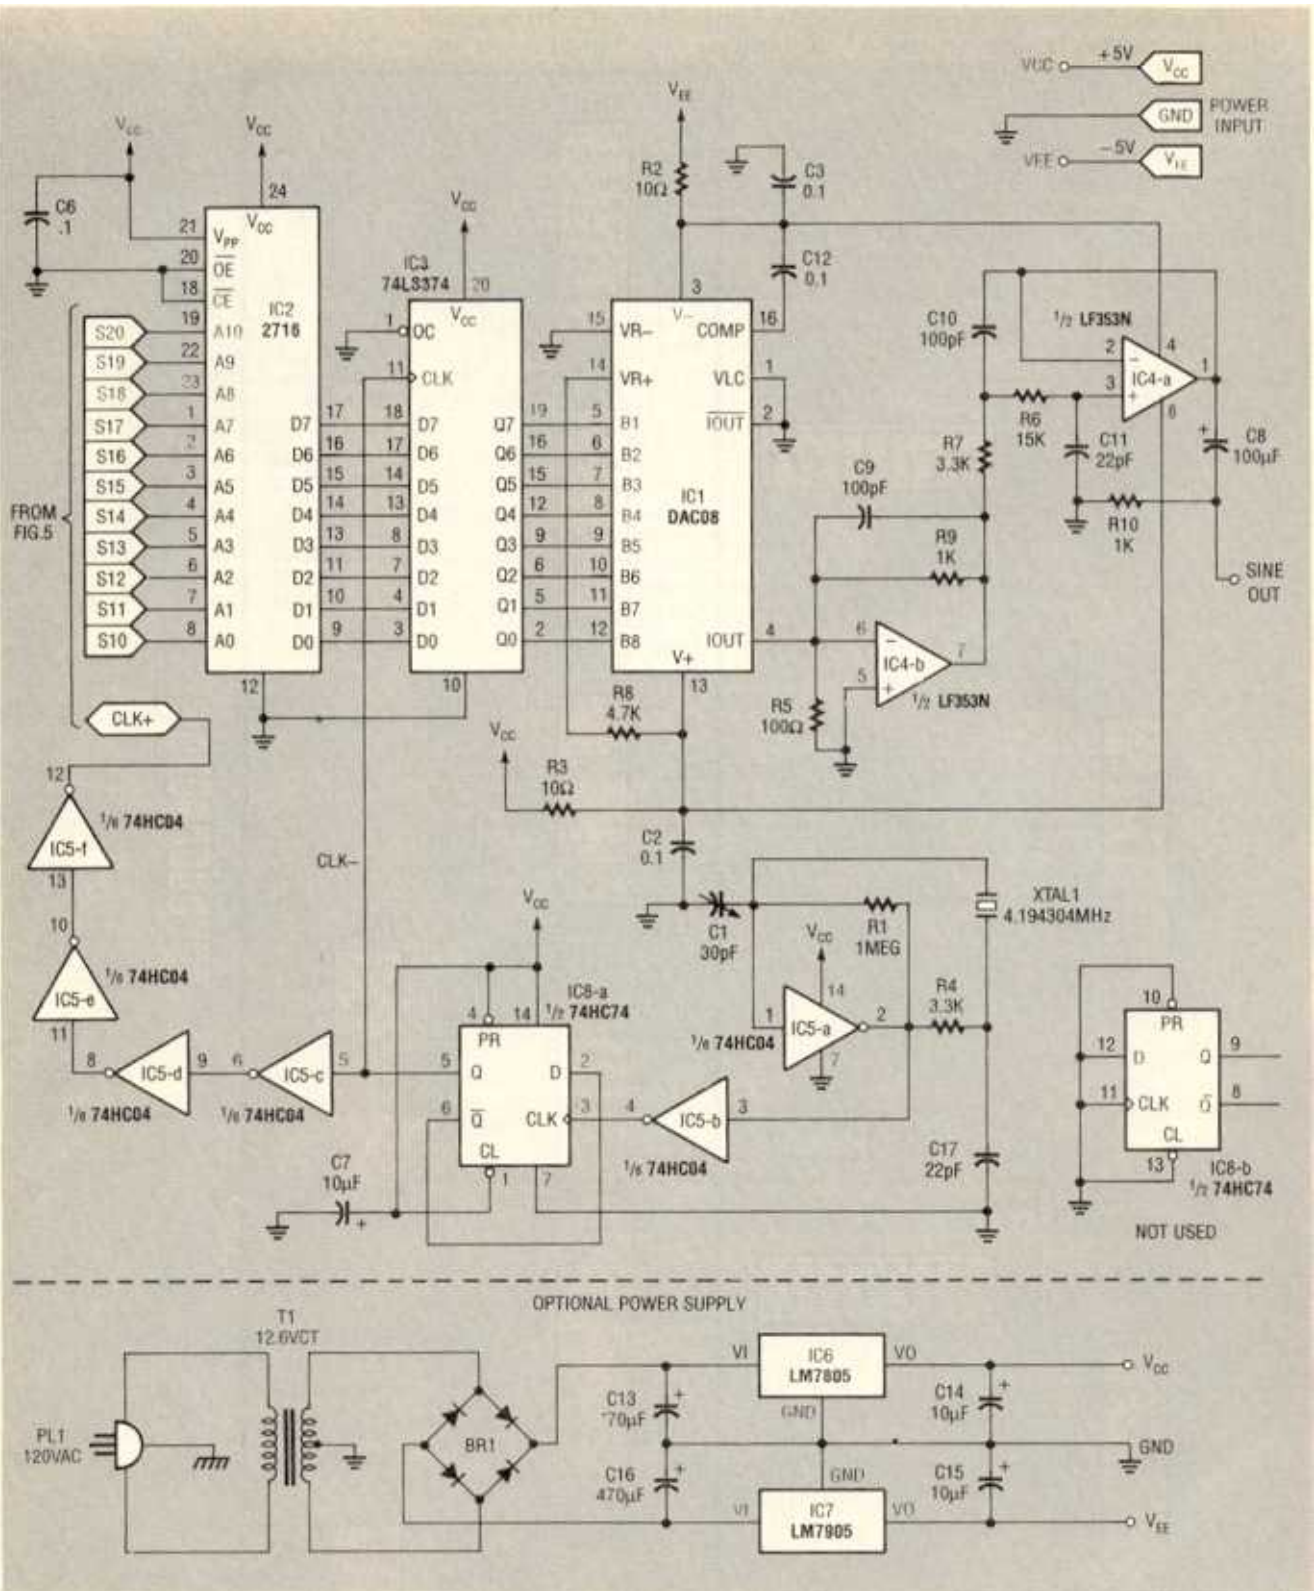 VCC +5V VCC
GND POWER INPUT
VEE −5V VEE
VCC
VCC
VEE
R2 10Ω
C3 0.1
C6 .1
24
VCC
21 VPP
20 OE
18 CE
IC2 2716
IC3 74LS374
VCC
20
VCC
1 OC
11 CLK
C12 0.1
3
V−
15 VR−
COMP 16
14 VR+
VLC 1
IOUT 2
C10 100pF
1/2 LF353N
2 −
3 +
4
1
IC4-a
R6 15K
C11 22pF
R7 3.3K
C8 100µF
+
R10 1K
SINE OUT
FROM FIG.5
S20 19 A10
S19 22 A9
S18 23 A8
S17 1 A7 D7 17 18 D7 Q7 19 5 B1
S16 2 A6 D6 16 17 D6 Q6 16 6 B2
S15 3 A5 D5 15 14 D5 Q5 15 7 B3
S14 4 A4 D4 14 13 D4 Q4 12 8 B4
S13 5 A3 D3 13 8 D3 Q3 9 9 B5
S12 6 A2 D2 11 7 D2 Q2 6 10 B6
S11 7 A1 D1 10 4 D1 Q1 5 11 B7
S10 8 A0 D0 9 3 D0 Q0 2 12 B8 IOUT 4
IC1 DAC08
V+
13
C9 100pF
R9 1K
6 −
5 +
IC4-b
7
1/2 LF353N
R5 100Ω
12
10
CLK+
R8 4.7K
VCC
R3 10Ω
12
1/6 74HC04
IC5-f
13
CLK−
C2 0.1
C1 30pF
R1 1MEG
XTAL1 4.194304MHz
VCC
VCC
14
1
IC5-a
2
7
1/6 74HC04
R4 3.3K
10
1/6 74HC04
IC5-e
11
IC6-a
1/2 74HC74
4
14
PR
5 Q D 2
6 Q CLK 3
CL
1
7
8 IC5-d 9
1/6 74HC04
6 IC5-c 5
1/6 74HC04
4 IC5-b 3
1/6 74HC04
C7 10µF
+
C17 22pF
10
PR
12 D Q 9
11 CLK Q 8
CL
13
IC6-b
1/2 74HC74
NOT USED
OPTIONAL POWER SUPPLY
T1
12.6VCT
PL1
120VAC
BR1
C13
+
C16 470µF
+
VI IC6 LM7805 VO
GND
GND
VI IC7 LM7905 VO
C14 10µF
+
C15 10µF
+
VCC
GND
VEE